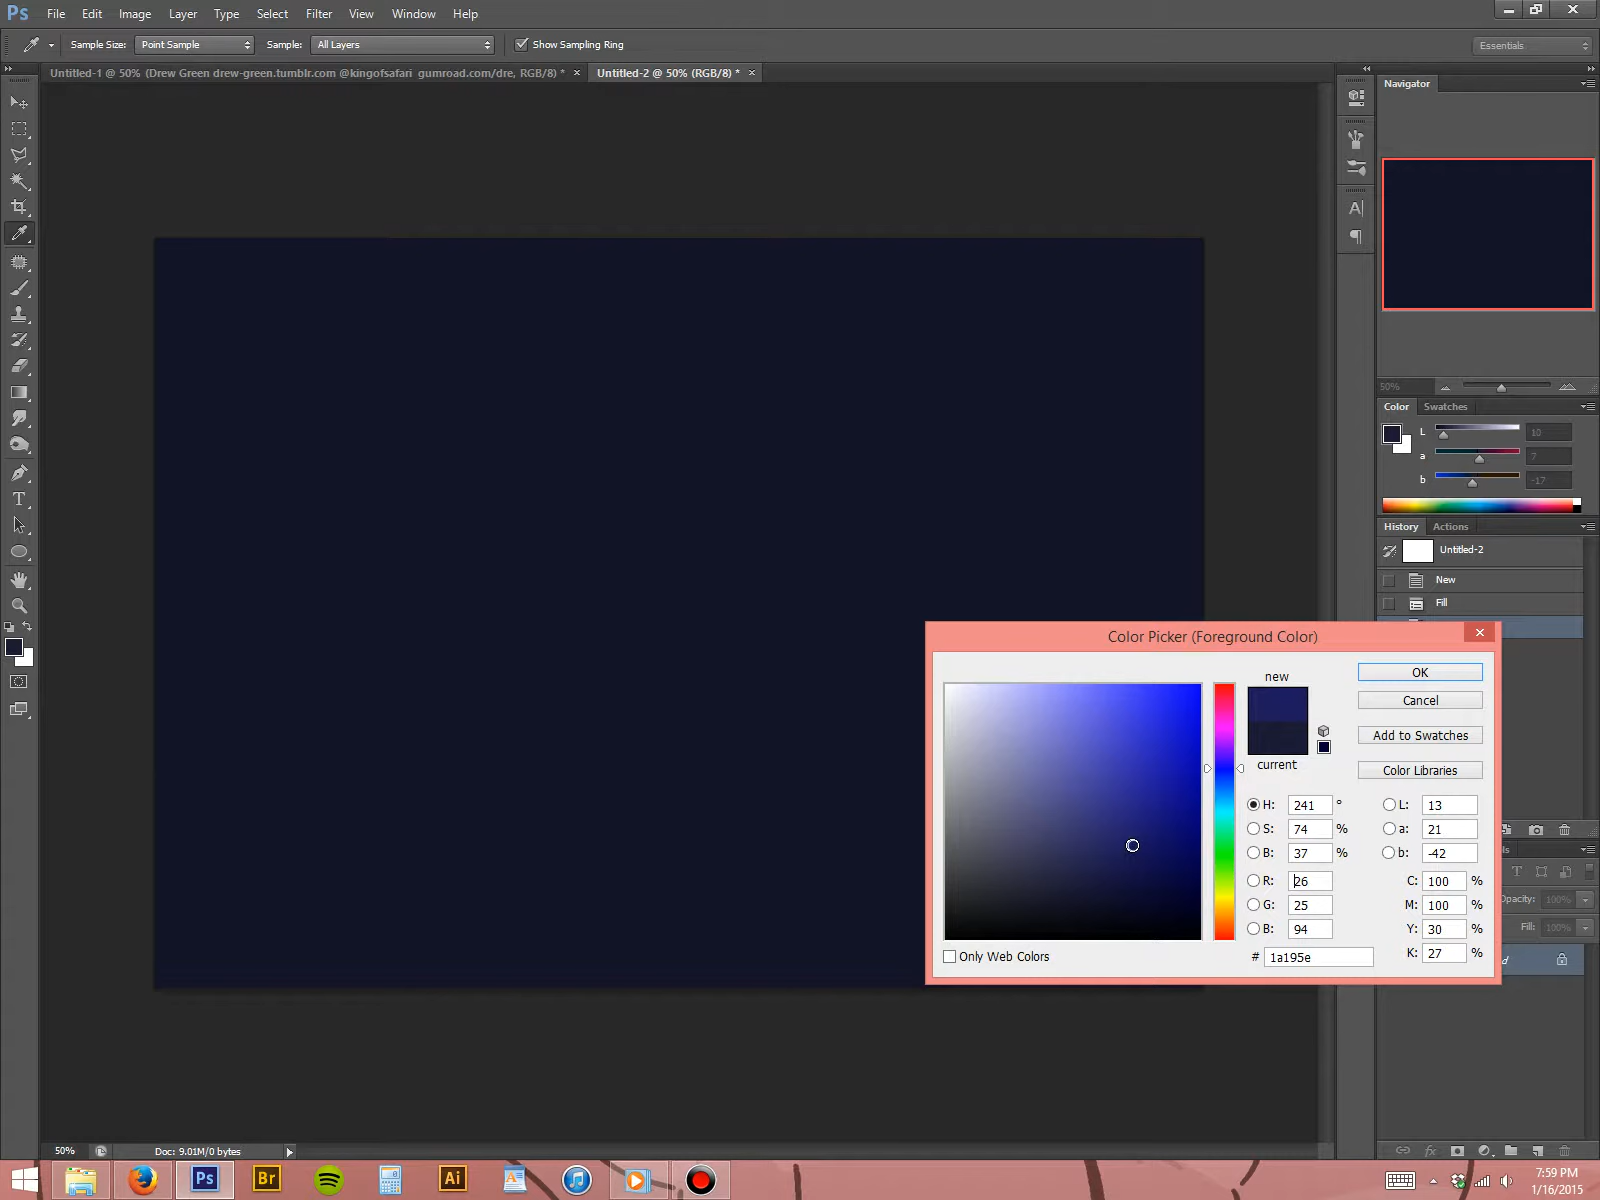 Ps File Edit Image Layer Type Select Filter View Window Help
Sample Size: Point Sample Sample: All Layers Show Sampling Ring Essentials
Untitled-1 @ 50% (Drew Green drew-green.tumblr.com @kingofsafari gumroad.com/dre, RGB/8) * × Untitled-2 @ 50% (RGB/8) * ×
Navigator
50%
Color Swatches
L 10
a 7
b -17
History Actions
Untitled-2
New
Fill
Color Picker (Foreground Color)
new
current
OK
Cancel
Add to Swatches
Color Libraries
H: 241 ° L: 13
S: 74 % a: 21
B: 37 % b: -42
R: 26 C: 100 %
G: 25 M: 100 %
B: 94 Y: 30 %
# 1a195e K: 27 %
Only Web Colors
Opacity: 100%
Fill: 100%
50% Doc: 9.01M/0 bytes
Ps Br Ai
7:59 PM
1/16/2015